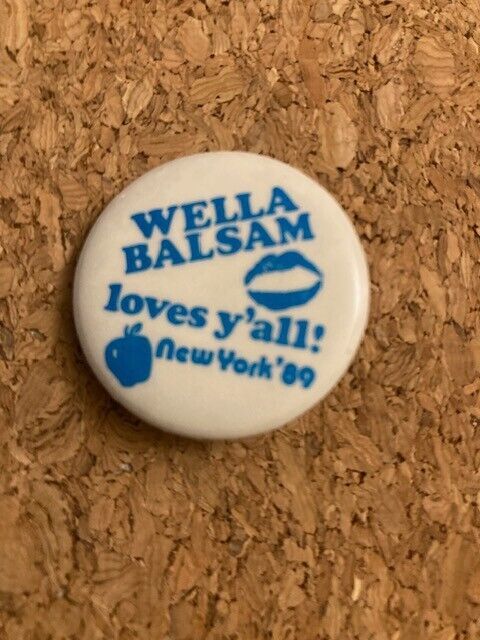 WELLA
BALSAM
loves y'all!
New York '89